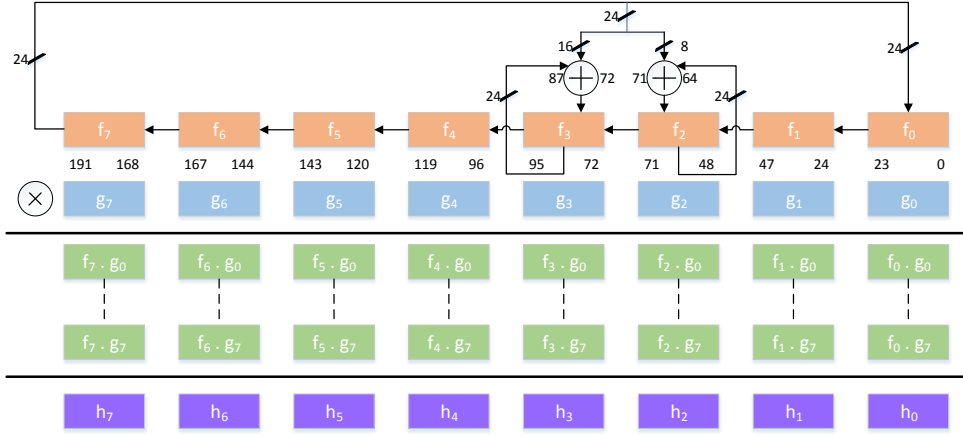 24
16 8
24 24
87 72 71 64
24 24
f7 f6 f5 f4 f3 f2 f1 f0
191 168 167 144 143 120 119 96 95 72 71 48 47 24 23 0
g7 g6 g5 g4 g3 g2 g1 g0
f7 . g0 f6 . g0 f5 . g0 f4 . g0 f3 . g0 f2 . g0 f1 . g0 f0 . g0
f7 . g7 f6 . g7 f5 . g7 f4 . g7 f3 . g7 f2 . g7 f1 . g7 f0 . g7
h7 h6 h5 h4 h3 h2 h1 h0